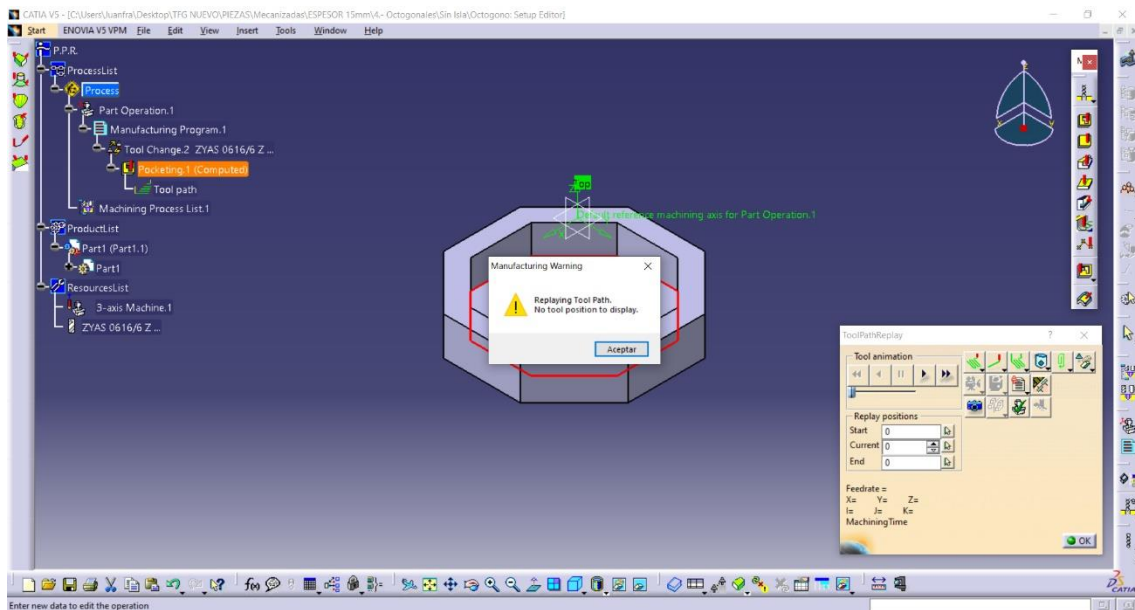 CATIA V5 - [C:\Users\Juanfra\Desktop\TFG NUEVO\PIEZAS\Mecanizadas\ESPESOR 15mm\4.- Octogonales\Sin Isla\Octogono: Setup Editor]
Start ENOVIA V5 VPM File Edit View Insert Tools Window Help
P.P.R.
ProcessList
Process
Part Operation.1
Manufacturing Program.1
Tool Change.2 ZYAS 0616/6 Z ...
Pocketing.1 (Computed)
Tool path
Machining Process List.1
ProductList
Part1 (Part1.1)
Part1
ResourcesList
3-axis Machine.1
ZYAS 0616/6 Z ...
Default reference machining axis for Part Operation.1
Manufacturing Warning
Replaying Tool Path.
No tool position to display.
Aceptar
ToolPathReplay
Tool animation
Replay positions
Start 0
Current 0
End 0
Feedrate =
X= Y= Z=
I= J= K=
MachiningTime
OK
CATIA
Enter new data to edit the operation